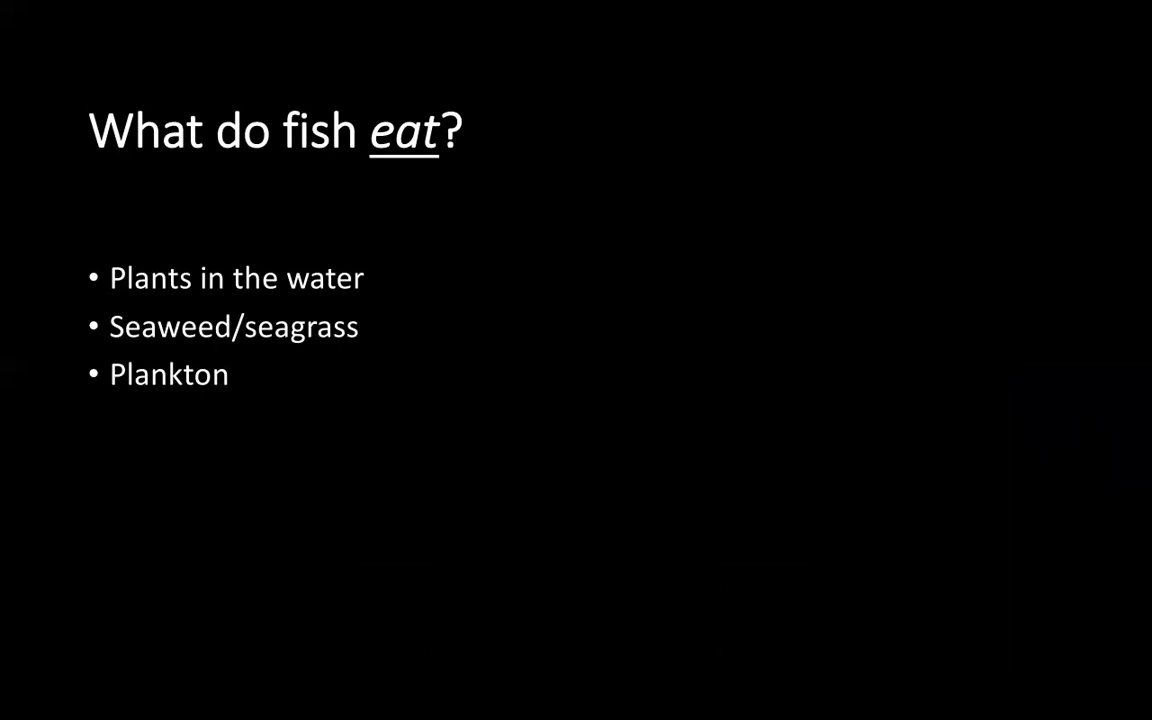 What do fish eat?
• Plants in the water
• Seaweed/seagrass
• Plankton